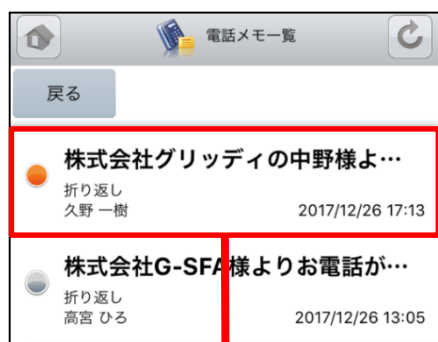 電話メモ一覧
戻る
株式会社グリッディの中野様よ…
折り返し
久野 一樹
2017/12/26 17:13
株式会社G-SFA様よりお電話が…
折り返し
高宮 ひろ
2017/12/26 13:05